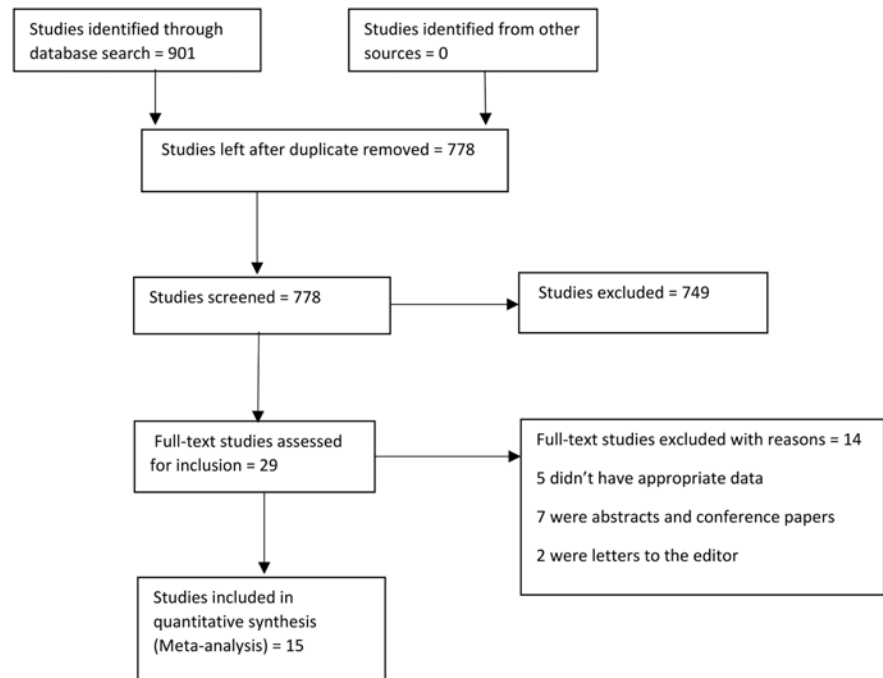 Studies identified through
database search = 901
Studies identified from other
sources = 0
Studies left after duplicate removed = 778
Studies screened = 778
Studies excluded = 749
Full-text studies assessed
for inclusion = 29
Full-text studies excluded with reasons = 14
5 didn’t have appropriate data
7 were abstracts and conference papers
2 were letters to the editor
Studies included in
quantitative synthesis
(Meta-analysis) = 15